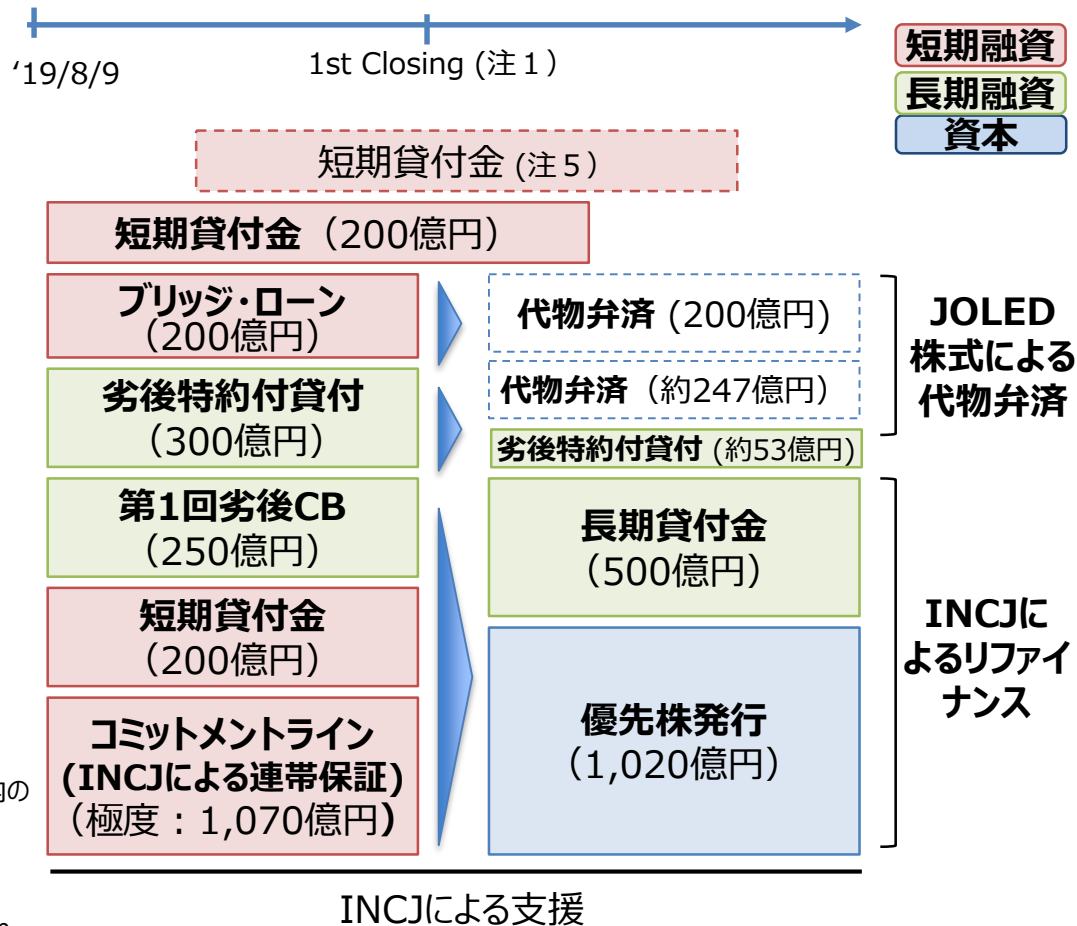 ‘19/8/9
1st Closing (注１)
短期融資
長期融資
資本
短期貸付金 (注５)
短期貸付金（200億円）
ブリッジ・ローン
（200億円）
代物弁済 (200億円)
劣後特約付貸付
（300億円）
代物弁済（約247億円）
劣後特約付貸付 (約53億円)
JOLED
株式による
代物弁済
第1回劣後CB
（250億円）
短期貸付金
（200億円）
コミットメントライン
(INCJによる連帯保証)
（極度：1,070億円)
長期貸付金
（500億円）
優先株発行
（1,020億円）
INCJに
よるリファイ
ナンス
の
INCJによる支援